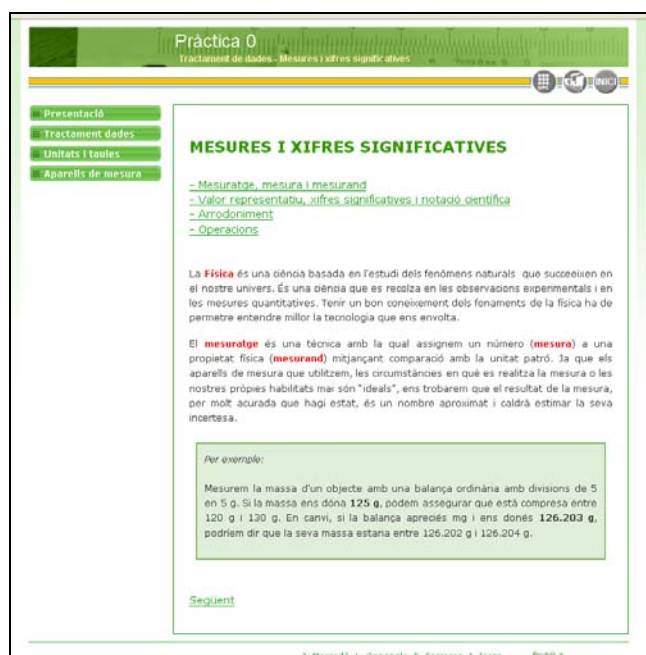 Pràctica 0
Tractament de dades - Mesures i xifres significatives
INICI
Presentació
Tractament dades
Unitats i taules
Aparells de mesura
MESURES I XIFRES SIGNIFICATIVES
- Mesuratge, mesura i mesurand
- Valor representatiu, xifres significatives i notació científica
- Arrodoniment
- Operacions
La Física és una ciència basada en l'estudi dels fenòmens naturals que succeeixen en
el nostre univers. És una ciència que es recolza en les observacions experimentals i en
les mesures quantitatives. Tenir un bon coneixement dels fonaments de la física ha de
permetre entendre millor la tecnologia que ens envolta.
El mesuratge és una tècnica amb la qual assignem un número (mesura) a una
propietat física (mesurand) mitjançant comparació amb la unitat patró. Ja que els
aparells de mesura que utilitzem, les circumstàncies en què es realitza la mesura o les
nostres pròpies habilitats mai són "ideals", ens trobarem que el resultat de la mesura,
per molt acurada que hagi estat, és un nombre aproximat i caldrà estimar la seva
incertesa.
Per exemple:
Mesurem la massa d'un objecte amb una balança ordinària amb divisions de 5
en 5 g. Si la massa ens dóna 125 g, podem assegurar que està compresa entre
120 g i 130 g. En canvi, si la balança apreciés mg i ens donés 126.203 g,
podríem dir que la seva massa estaria entre 126.202 g i 126.204 g.
Següent